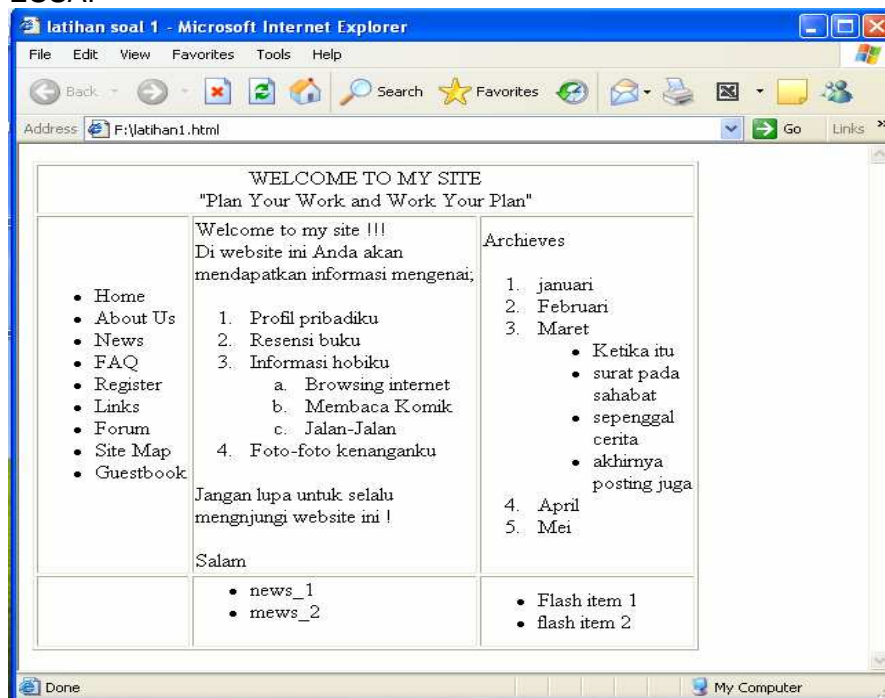 latihan soal 1 - Microsoft Internet Explorer
File Edit View Favorites Tools Help
Back Search Favorites
Address F:\latihan1.html Go Links »
WELCOME TO MY SITE
"Plan Your Work and Work Your Plan"
• Home
• About Us
• News
• FAQ
• Register
• Links
• Forum
• Site Map
• Guestbook
Welcome to my site !!!
Di website ini Anda akan
mendapatkan informasi mengenai;
1. Profil pribadiku
2. Resensi buku
3. Informasi hobiku
a. Browsing internet
b. Membaca Komik
c. Jalan-Jalan
4. Foto-foto kenanganku
Jangan lupa untuk selalu
mengnjungi website ini !
Salam
Archieves
1. januari
2. Februari
3. Maret
• Ketika itu
• surat pada
sahabat
• sepenggal
cerita
• akhirnya
posting juga
4. April
5. Mei
• news_1
• mews_2
• Flash item 1
• flash item 2
Done My Computer